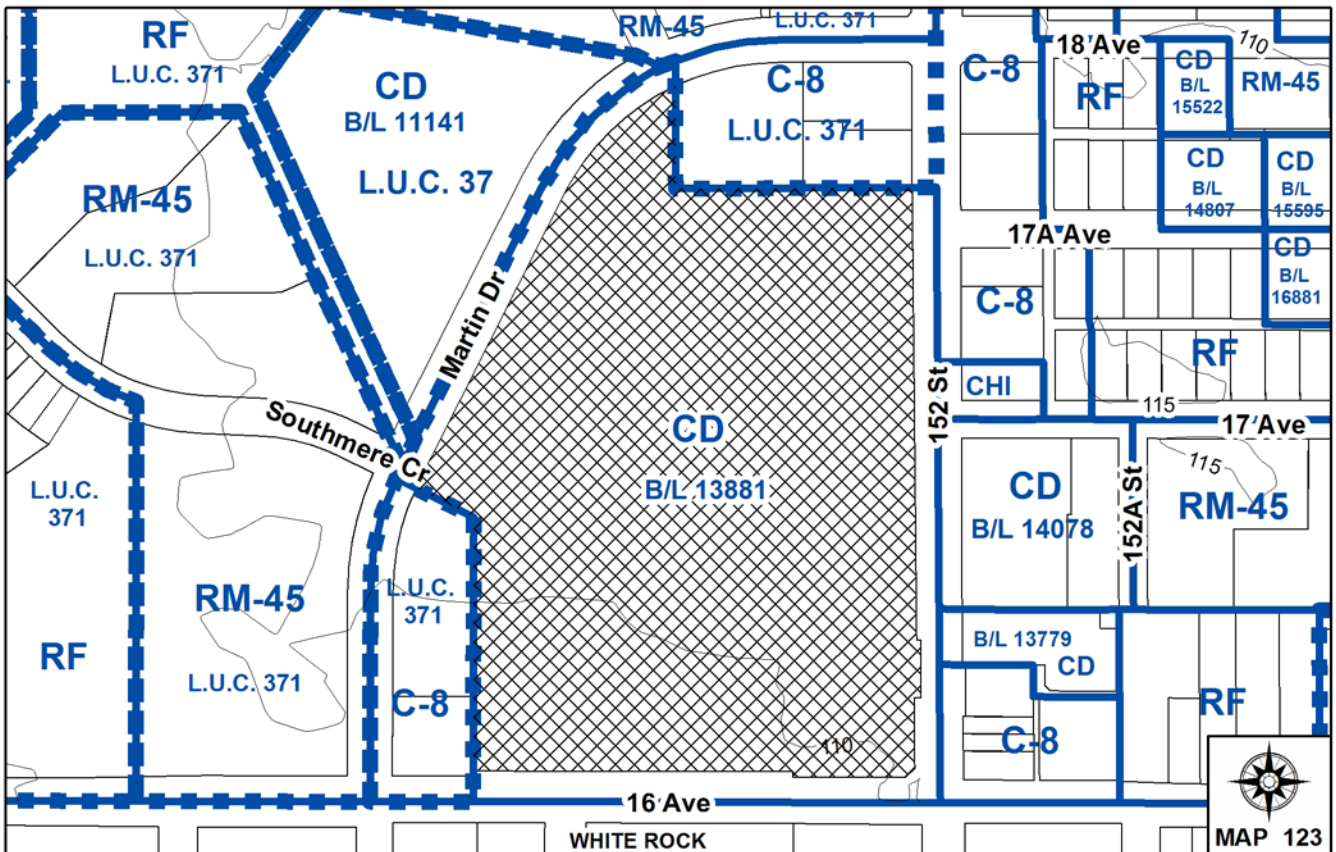 RF
L.U.C. 371
RM-45
L.U.C. 371
CD
B/L 11141
L.U.C. 37
C-8
L.U.C. 371
C-8
18 Ave
110
RF
CD
B/L
15522
RM-45
CD
B/L
14807
CD
B/L
15595
RM-45
L.U.C. 371
17A Ave
CD
B/L
16881
C-8
RF
Martin Dr
CHI
115
152 St
17 Ave
Southmere Cr
CD
B/L 13881
L.U.C.
371
CD
B/L 14078
152A St
115
RM-45
RM-45
L.U.C. 371
L.U.C.
371
C-8
RF
B/L 13779
CD
C-8
RF
110
16 Ave
WHITE ROCK
MAP 123